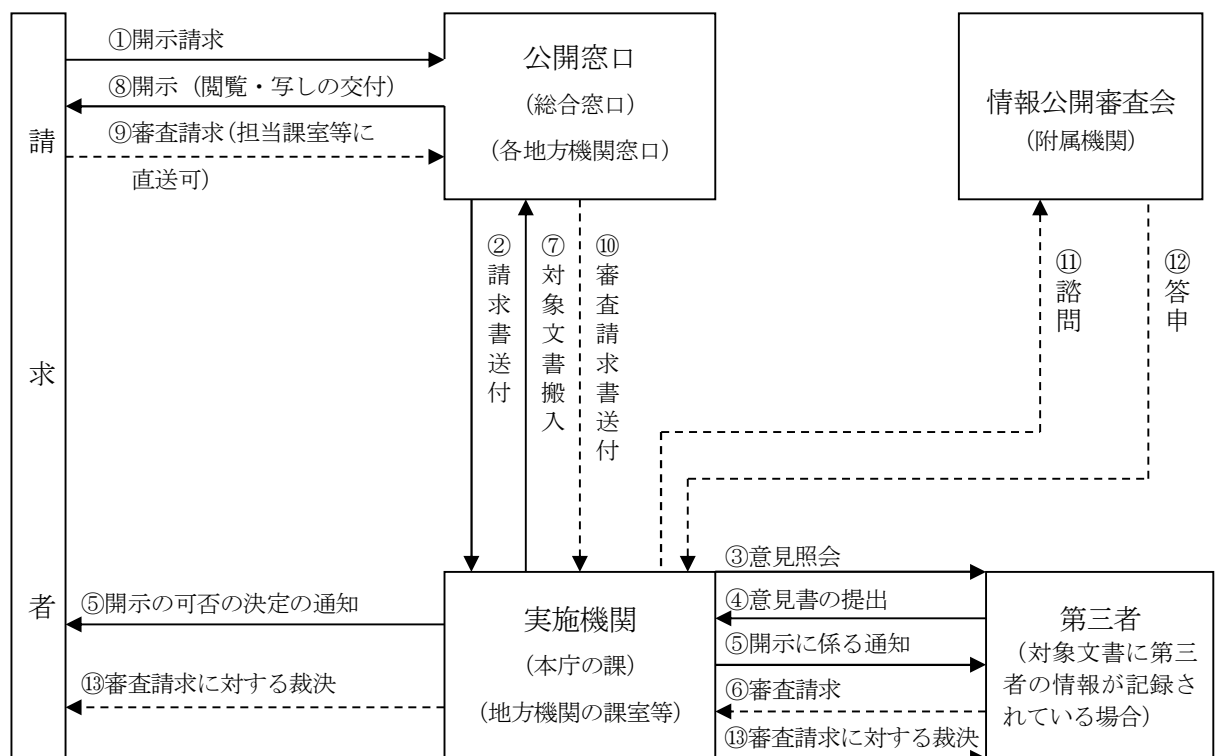 請求者
①開示請求
⑧開示（閲覧・写しの交付）
⑨審査請求（担当課室等に
直送可）
公開窓口
（総合窓口）
（各地方機関窓口）
情報公開審査会
（附属機関）
②請求書送付
⑦対象文書搬入
⑩審査請求書送付
⑪諮問
⑫答申
⑤開示の可否の決定の通知
⑬審査請求に対する裁決
実施機関
（本庁の課）
（地方機関の課室等）
③意見照会
④意見書の提出
⑤開示に係る通知
⑥審査請求
⑬審査請求に対する裁決
第三者
（対象文書に第三
者の情報が記録さ
れている場合）